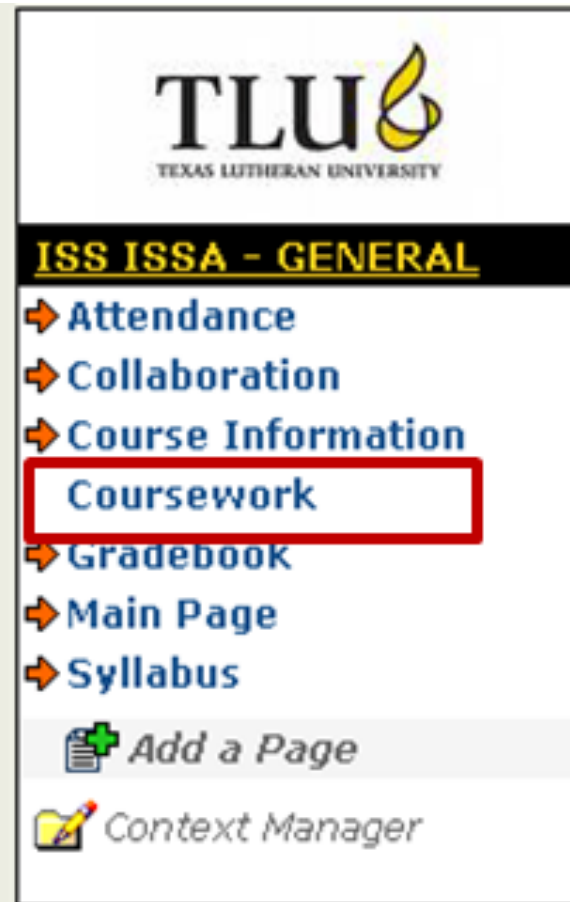 TLU
TEXAS LUTHERAN UNIVERSITY
ISS ISSA - GENERAL
Attendance
Collaboration
Course Information
Coursework
Gradebook
Main Page
Syllabus
Add a Page
Context Manager